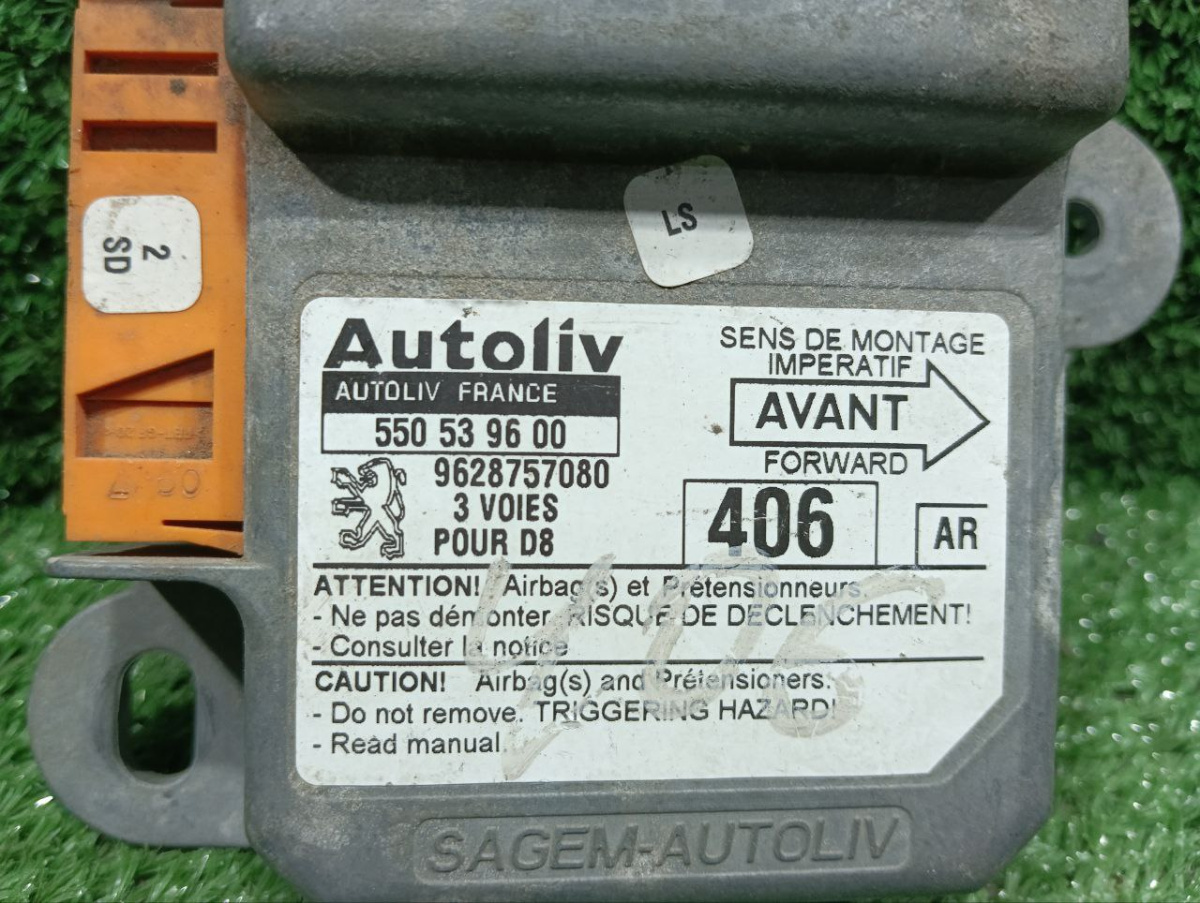 2
SD
LS
Autoliv
AUTOLIV FRANCE
550 53 96 00
9628757080
3 VOIES
POUR D8
SENS DE MONTAGE
IMPERATIF
AVANT
FORWARD
406
AR
ATTENTION! Airbag(s) et Prétensionneurs.
- Ne pas démonter. RISQUE DE DECLENCHEMENT!
- Consulter la notice
CAUTION! Airbag(s) and Prétensioners.
- Do not remove. TRIGGERING HAZARD!
- Read manual.
406
SAGEM-AUTOLIV